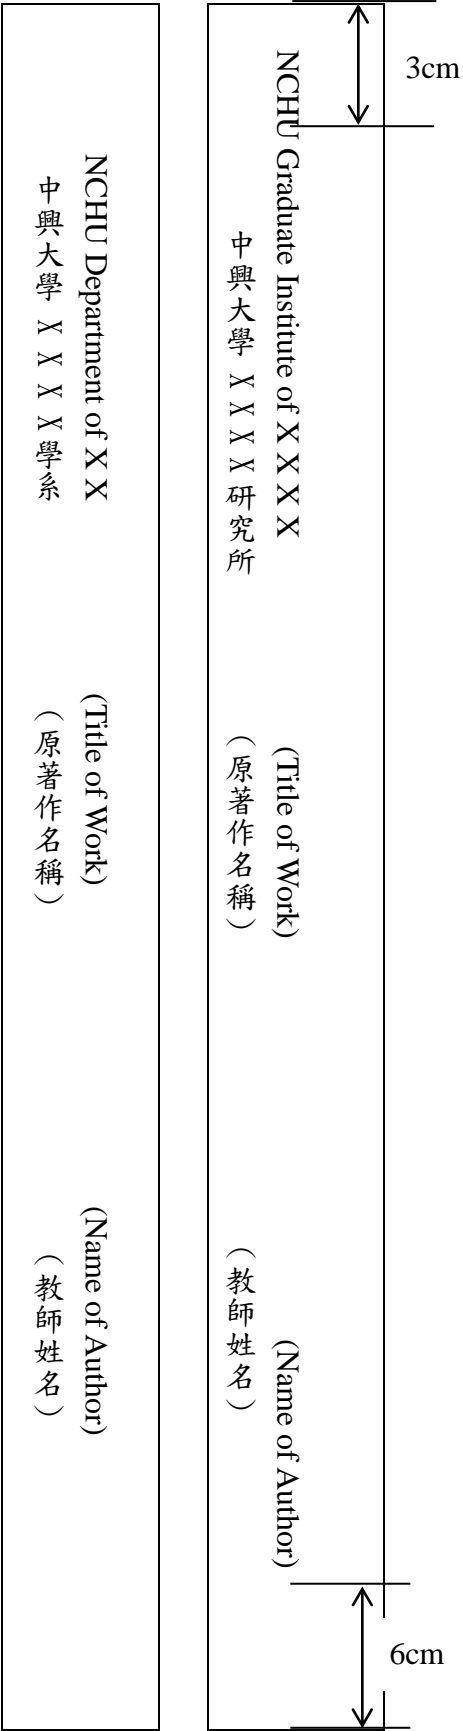 NCHU Department of X X
中興大學 X X X X 學系
(Title of Work)
（原著作名稱）
(Name of Author)
（教師姓名）
NCHU Graduate Institute of X X X X
中興大學 X X X X 研究所
(Title of Work)
（原著作名稱）
(Name of Author)
（教師姓名）
3cm
6cm